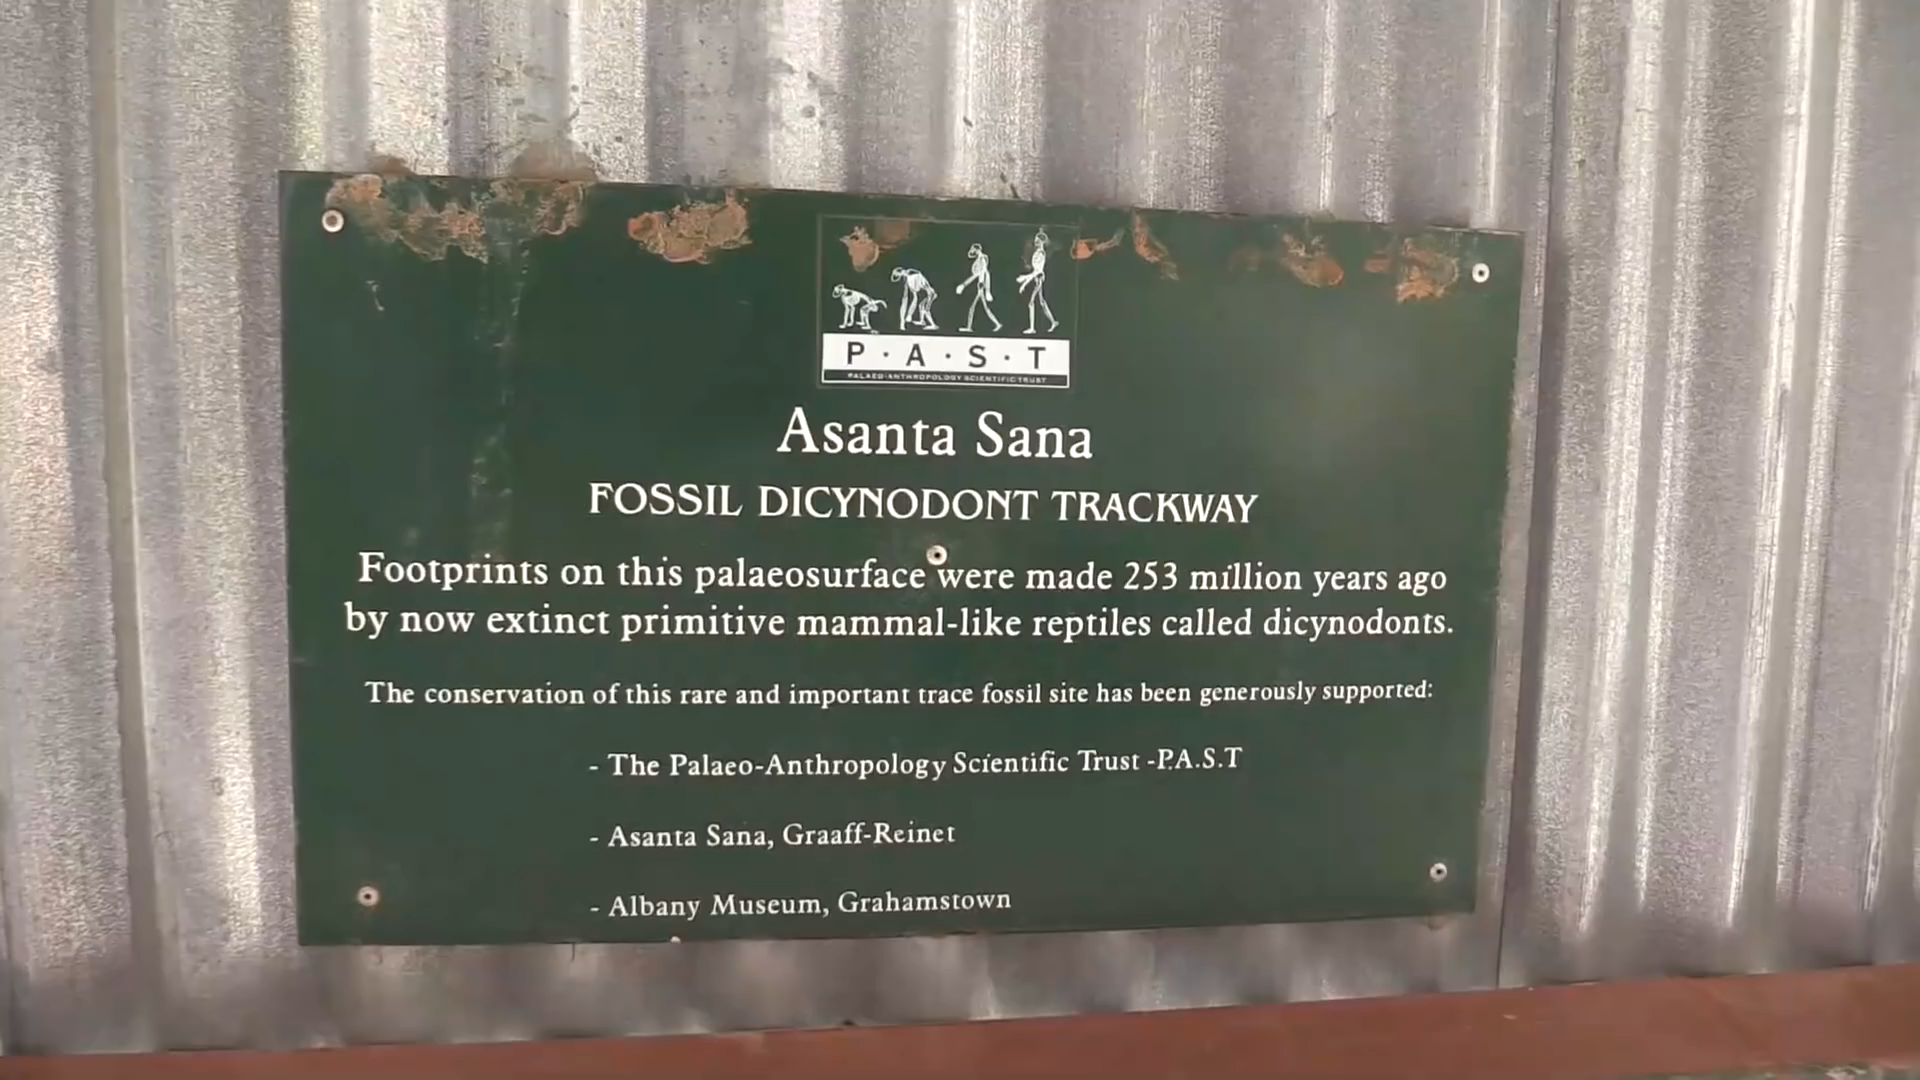 P · A · S · T
PALAEO-ANTHROPOLOGY SCIENTIFIC TRUST
Asanta Sana
FOSSIL DICYNODONT TRACKWAY
Footprints on this palaeosurface were made 253 million years ago
by now extinct primitive mammal-like reptiles called dicynodonts.
The conservation of this rare and important trace fossil site has been generously supported:
- The Palaeo-Anthropology Scientific Trust -P.A.S.T
- Asanta Sana, Graaff-Reinet
- Albany Museum, Grahamstown